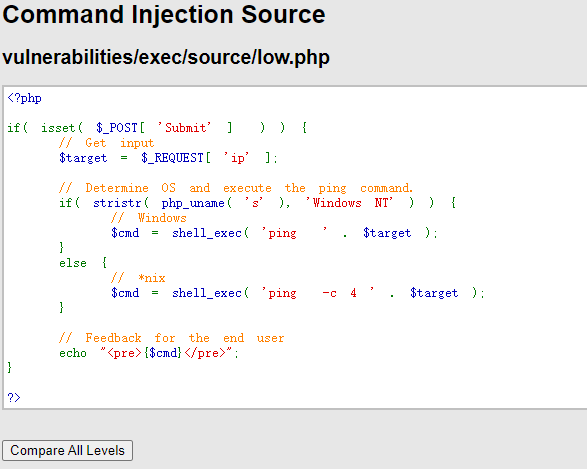 Command Injection Source
vulnerabilities/exec/source/low.php
<?php
if( isset( $_POST[ 'Submit' ]  ) ) {
    // Get input
    $target = $_REQUEST[ 'ip' ];
    // Determine OS and execute the ping command.
    if( stristr( php_uname( 's' ), 'Windows NT' ) ) {
        // Windows
        $cmd = shell_exec( 'ping  ' . $target );
    }
    else {
        // *nix
        $cmd = shell_exec( 'ping  -c 4 ' . $target );
    }
    // Feedback for the end user
    echo "<pre>{$cmd}</pre>";
}
?>
Compare All Levels